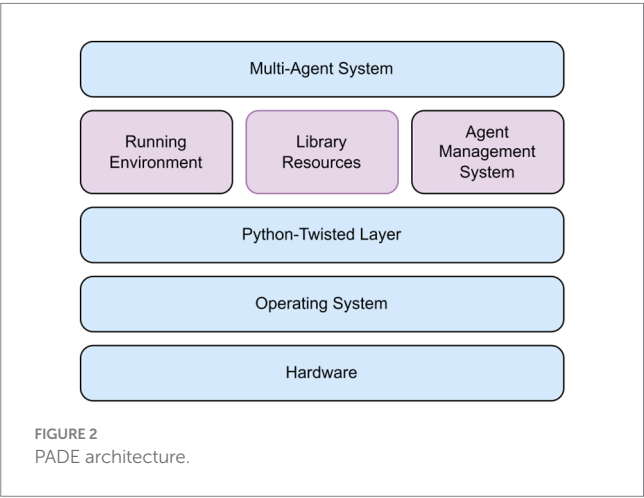 Multi-Agent System
Running
Environment
Library
Resources
Agent
Management
System
Python-Twisted Layer
Operating System
Hardware
FIGURE 2
PADE architecture.